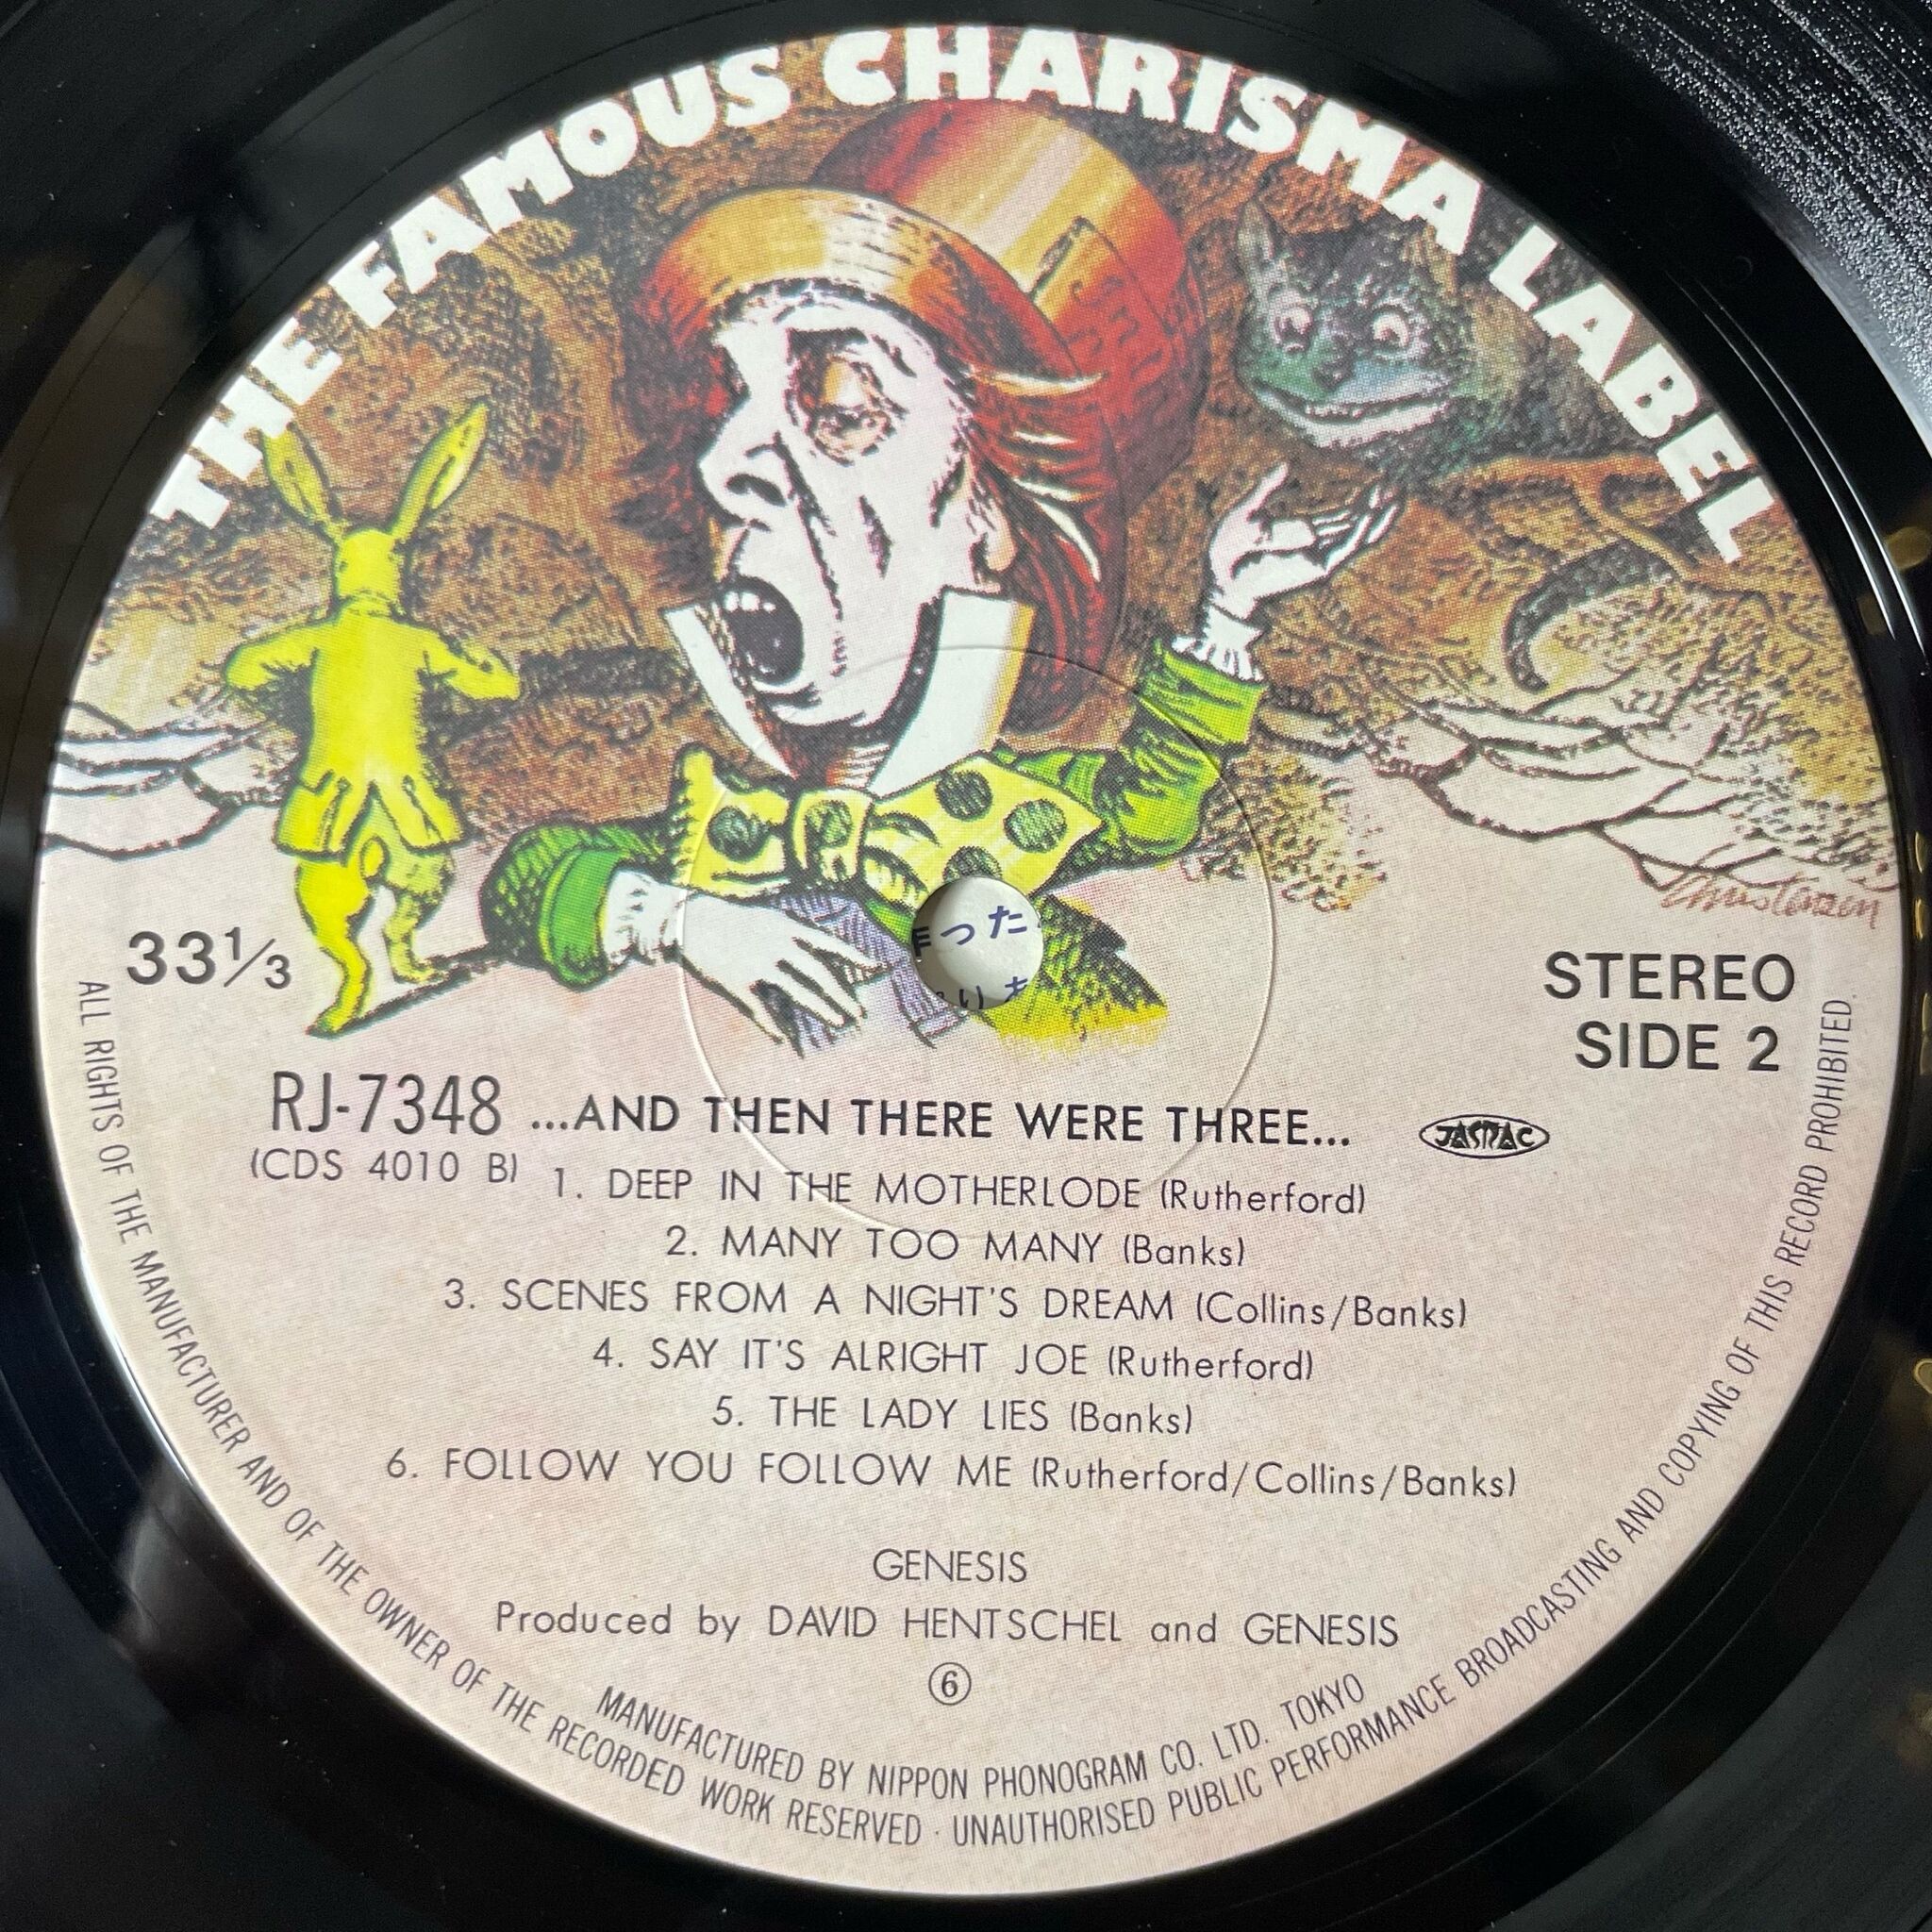 THE FAMOUS CHARISMA LABEL
33⅓
STEREO
SIDE 2
RJ-7348
(CDS 4010 B)
...AND THEN THERE WERE THREE...
JASRAC
1. DEEP IN THE MOTHERLODE (Rutherford)
2. MANY TOO MANY (Banks)
3. SCENES FROM A NIGHT'S DREAM (Collins/Banks)
4. SAY IT'S ALRIGHT JOE (Rutherford)
5. THE LADY LIES (Banks)
6. FOLLOW YOU FOLLOW ME (Rutherford/Collins/Banks)
GENESIS
Produced by DAVID HENTSCHEL and GENESIS
⑥
MANUFACTURED BY NIPPON PHONOGRAM CO. LTD. TOKYO
ALL RIGHTS OF THE MANUFACTURER AND OF THE OWNER OF THE RECORDED WORK RESERVED · UNAUTHORISED PUBLIC PERFORMANCE BROADCASTING AND COPYING OF THIS RECORD PROHIBITED.
った